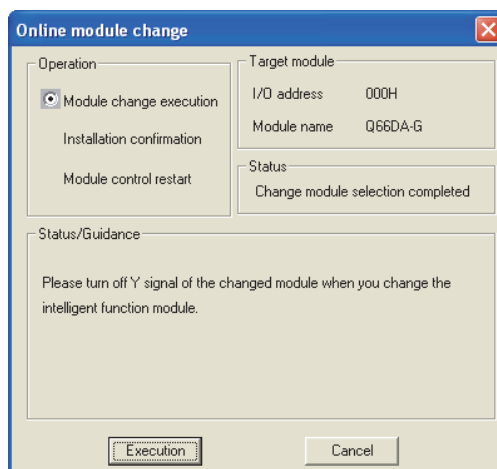 Online module change
Operation
Module change execution
Installation confirmation
Module control restart
Target module
I/O address 000H
Module name Q66DA-G
Status
Change module selection completed
Status/Guidance
Please turn off Y signal of the changed module when you change the
intelligent function module.
Execution Cancel